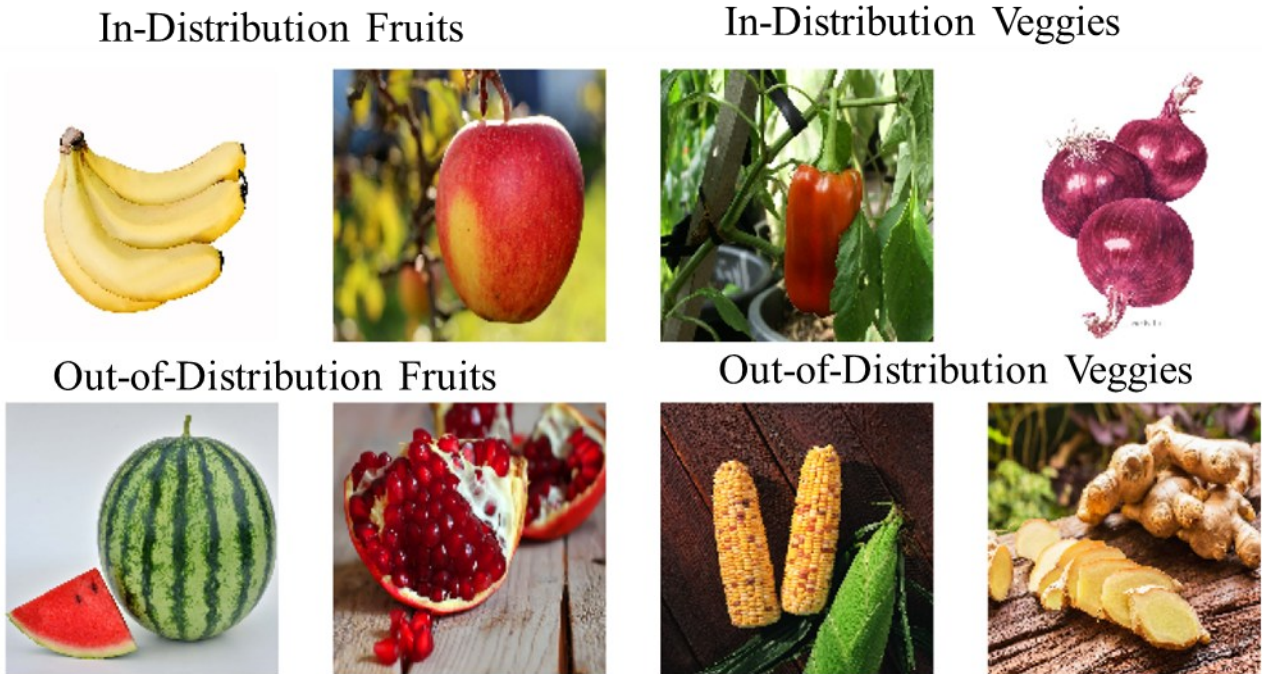 In-Distribution Fruits
In-Distribution Veggies
Out-of-Distribution Fruits
Out-of-Distribution Veggies